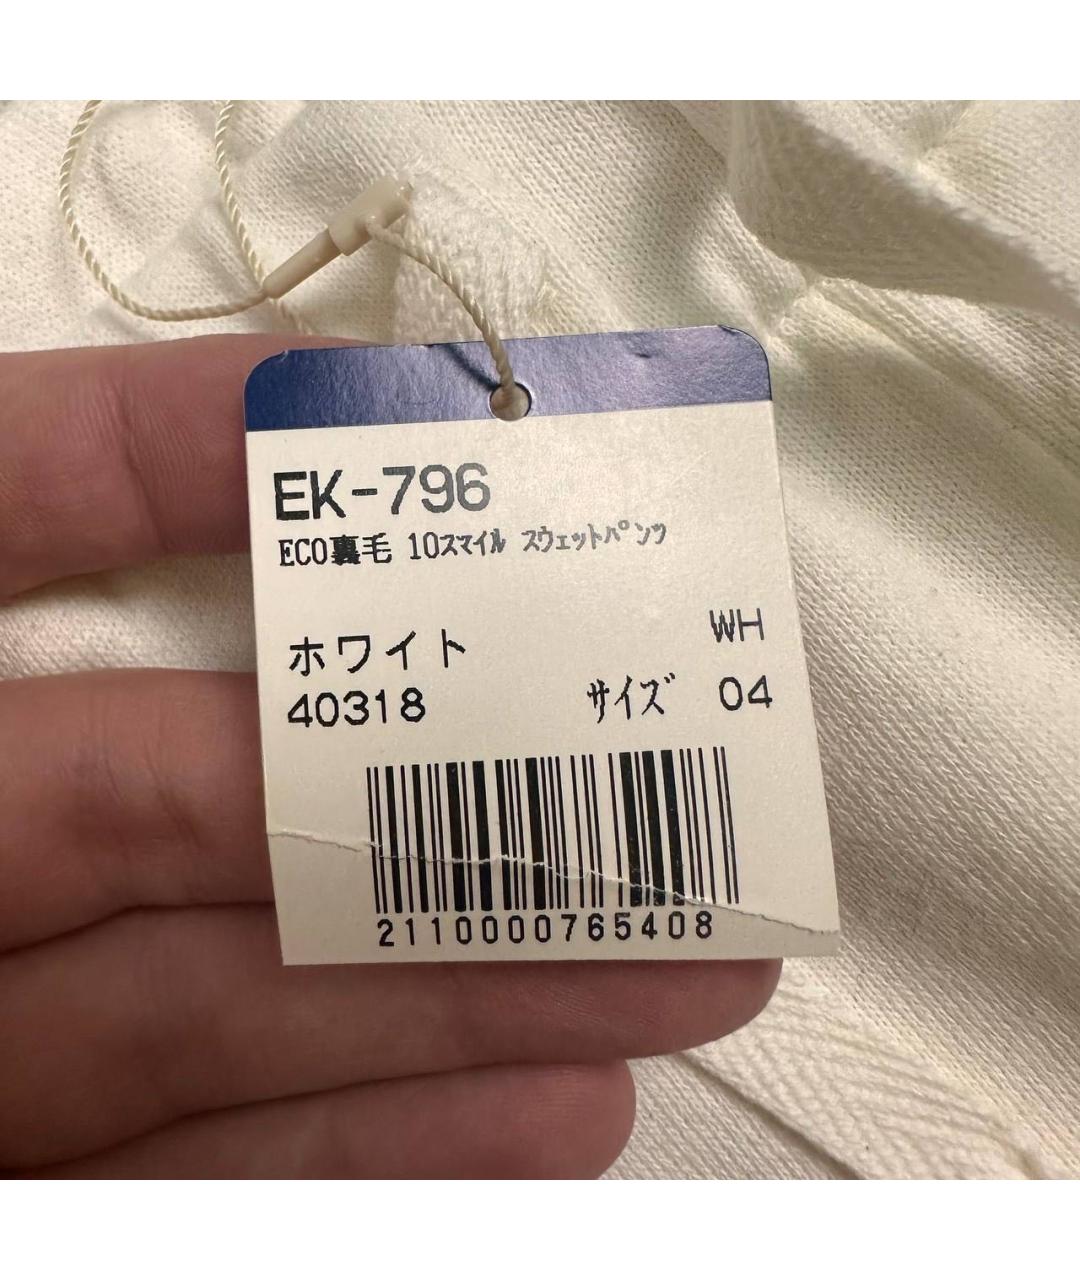 EK-796
ECO裏毛 10スマイル スウェットパンツ
ホワイト WH
40318 サイズ 04
2110000765408